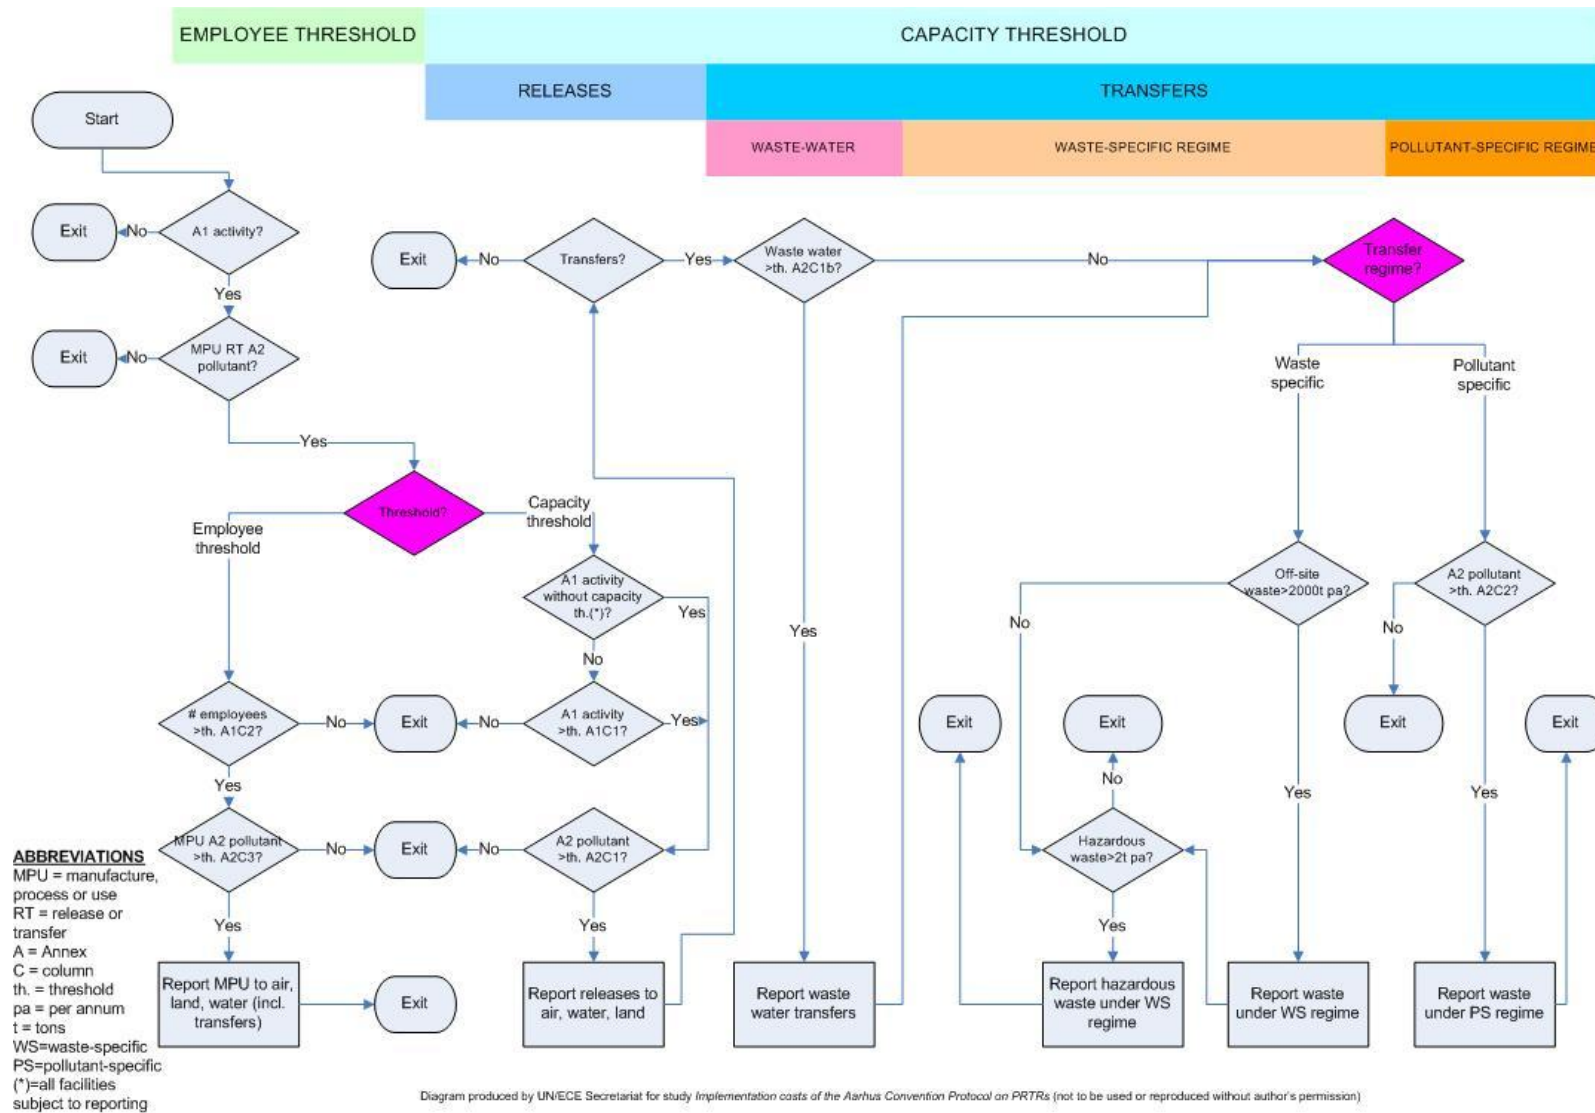 EMPLOYEE THRESHOLD
CAPACITY THRESHOLD
RELEASES
TRANSFERS
WASTE-WATER
WASTE-SPECIFIC REGIME
POLLUTANT-SPECIFIC REGIME
Start
Exit
No
A1 activity?
Yes
Exit
No
MPU RT A2
pollutant?
Yes
Threshold?
Employee
threshold
Capacity
threshold
# employees
>th. A1C2?
No
Exit
Yes
MPU A2 pollutant
>th. A2C3?
No
Exit
Yes
Report MPU to air,
land, water (incl.
transfers)
Exit
A1 activity
without capacity
th.(*)?
Yes
No
A1 activity
>th. A1C1?
No
Yes
A2 pollutant
>th. A2C1?
No
Yes
Report releases to
air, water, land
Exit
No
Transfers?
Yes
Waste water
>th. A2C1b?
No
Yes
Report waste
water transfers
Transfer
regime?
Waste
specific
Pollutant
specific
Off-site
waste>2000t pa?
No
Yes
Exit
Exit
No
Hazardous
waste>2t pa?
Yes
Report hazardous
waste under WS
regime
Report waste
under WS regime
A2 pollutant
>th. A2C2?
No
Exit
Yes
Exit
Report waste
under PS regime
ABBREVIATIONS
MPU = manufacture,
process or use
RT = release or
transfer
A = Annex
C = column
th. = threshold
pa = per annum
t = tons
WS=waste-specific
PS=pollutant-specific
(*)=all facilities
subject to reporting
Diagram produced by UN/ECE Secretariat for study Implementation costs of the Aarhus Convention Protocol on PRTRs (not to be used or reproduced without author's permission)